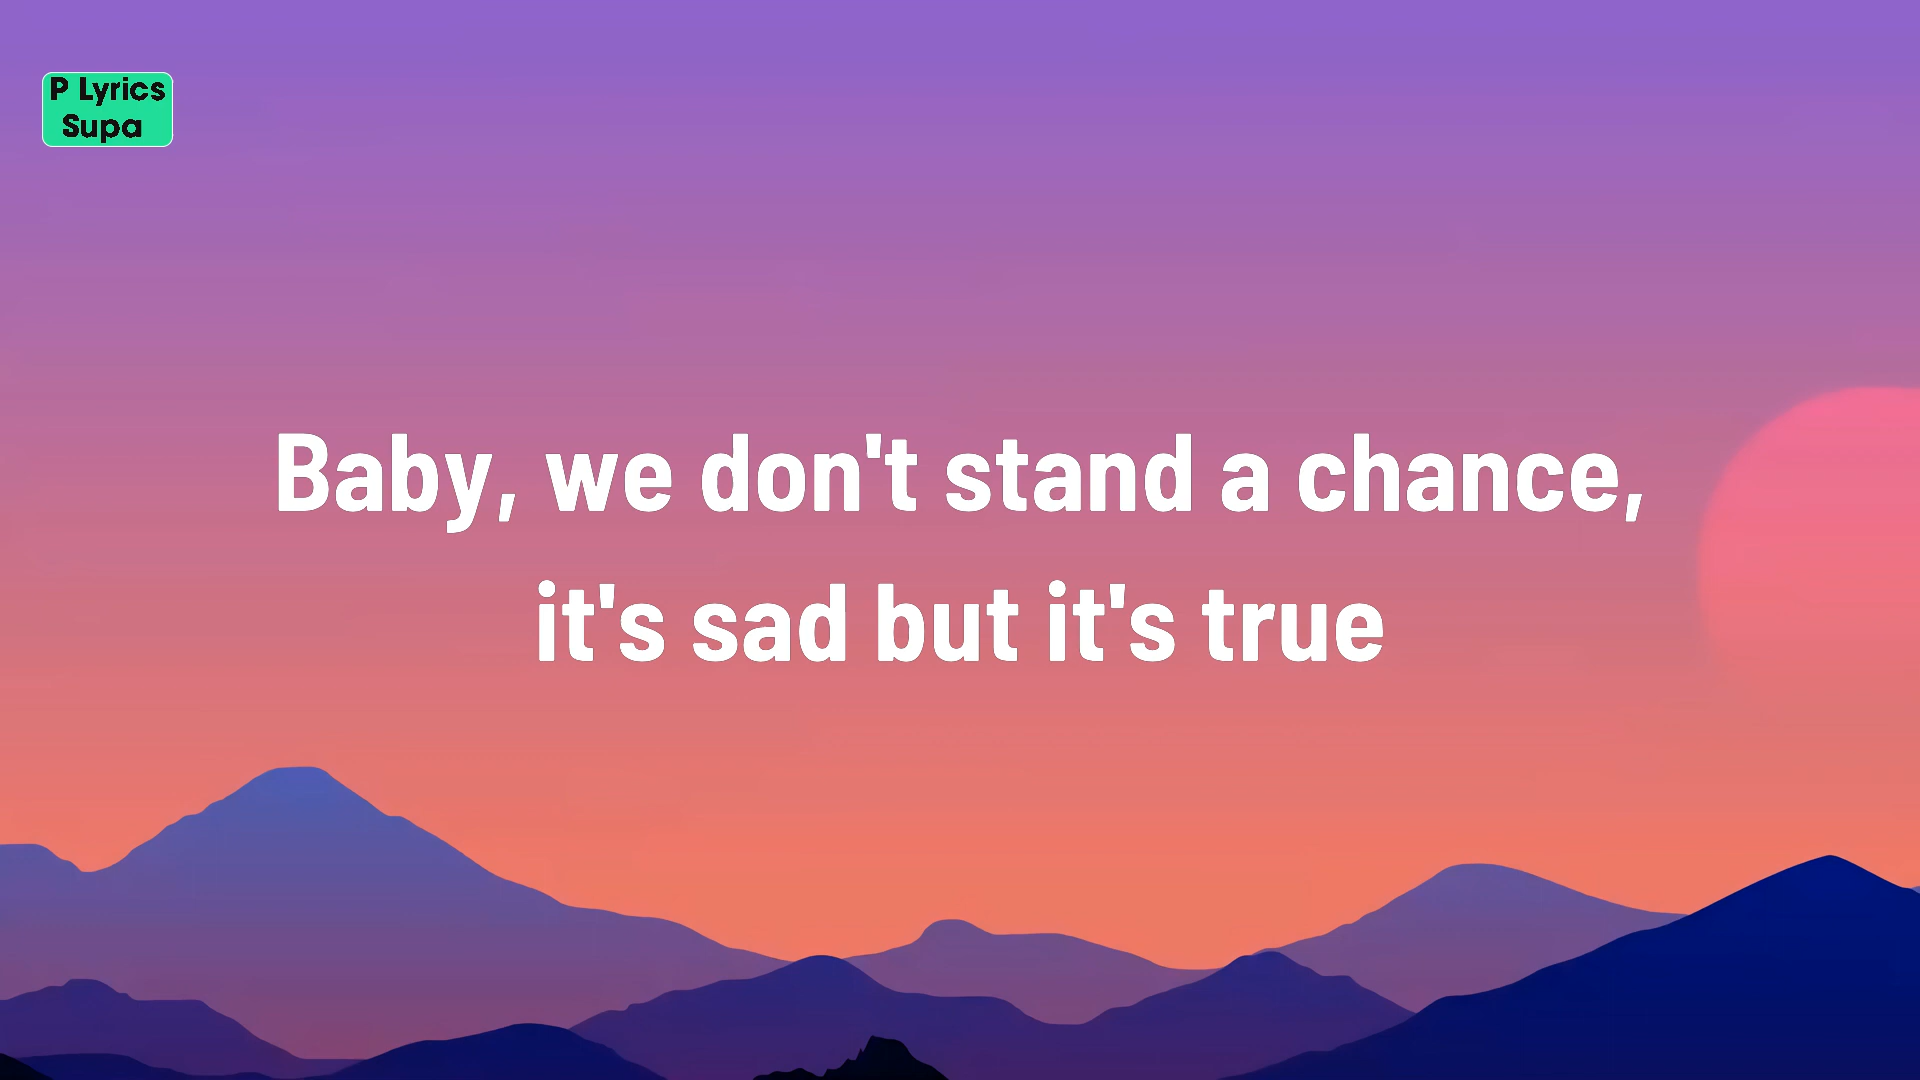 P Lyrics
Supa
Baby, we don't stand a chance,
it's sad but it's true